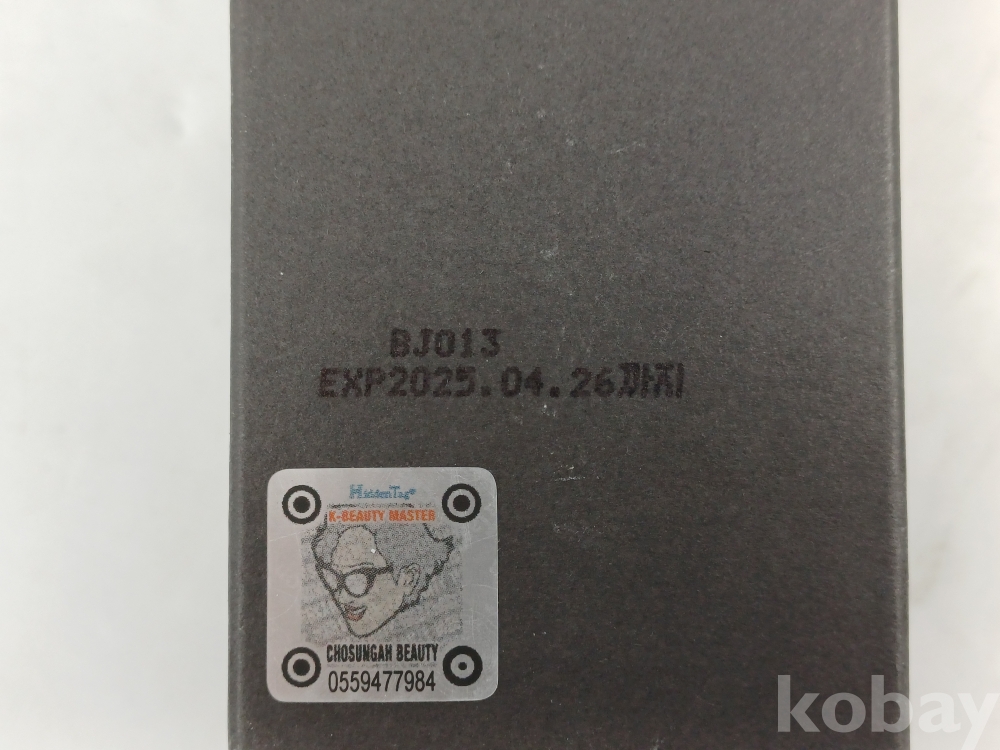 BJ013
EXP2025.04.26까지
HiddenTag®
K-BEAUTY MASTER
CHOSUNGAH BEAUTY
0559477984
kobay